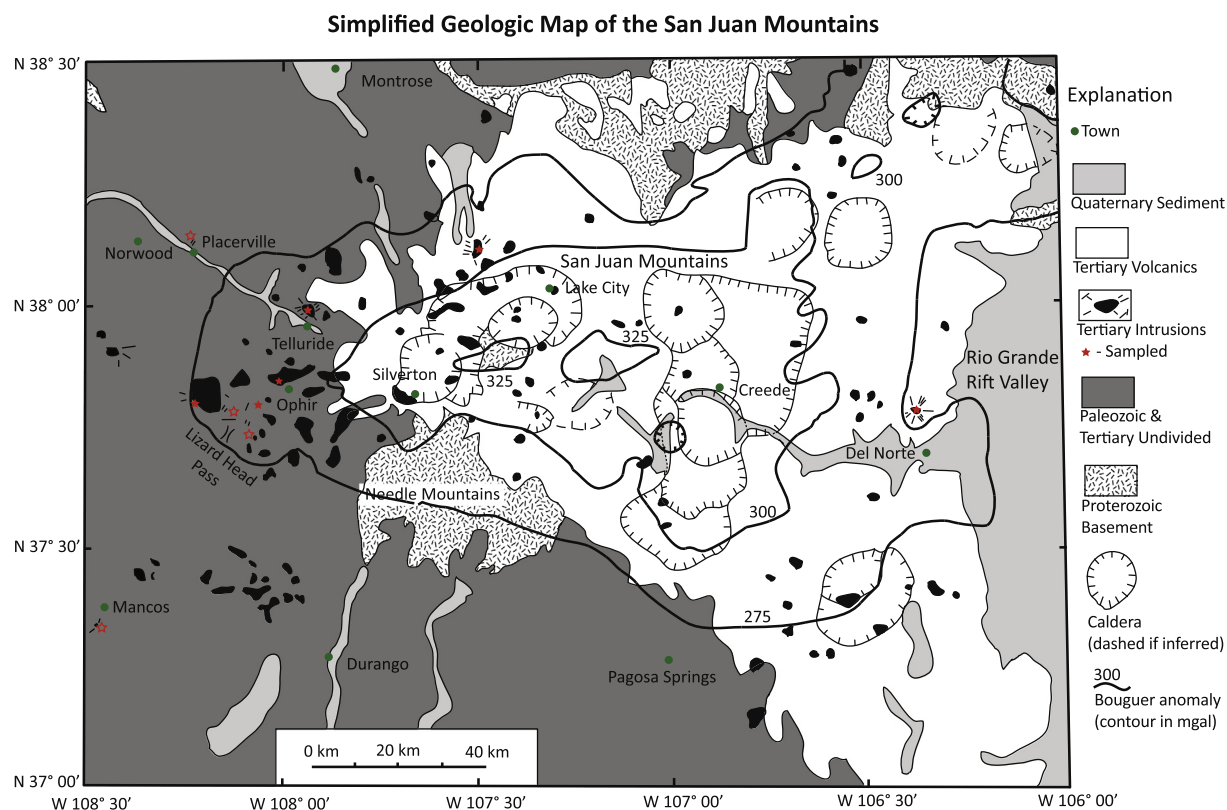 Simplified Geologic Map of the San Juan Mountains
N 38° 30′
N 38° 00′
N 37° 30′
N 37° 00′
W 108° 30′
W 108° 00′
W 107° 30′
W 107° 00′
W 106° 30′
W 106° 00′
Montrose
300
Placerville
Norwood
San Juan Mountains
Lake City
Telluride
325
Silverton
325
Creede
Rio Grande
Rift Valley
Ophir
Lizard Head
Pass
Del Norte
Needle Mountains
300
Mancos
275
Durango
Pagosa Springs
0 km
20 km
40 km
Explanation
Town
Quaternary Sediment
Tertiary Volcanics
Tertiary Intrusions
- Sampled
Paleozoic &
Tertiary Undivided
Proterozoic
Basement
Caldera
(dashed if inferred)
300
Bouguer anomaly
(contour in mgal)